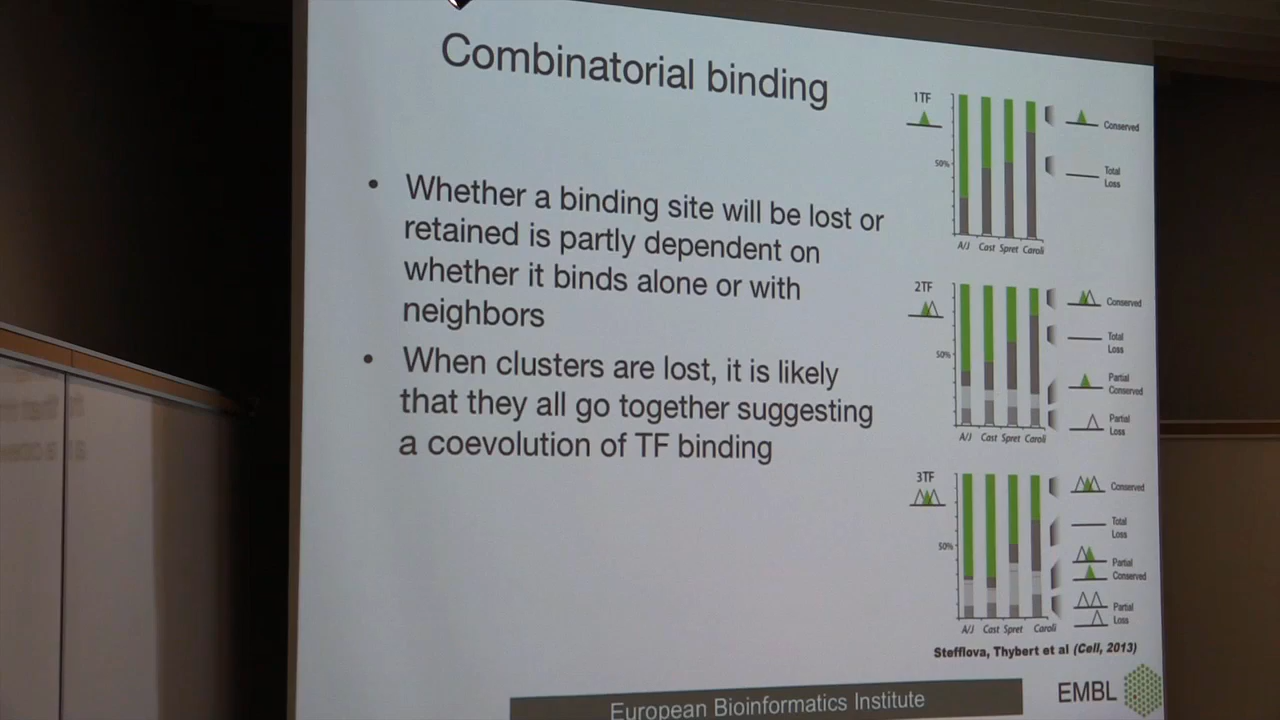 Combinatorial binding
• Whether a binding site will be lost or
retained is partly dependent on
whether it binds alone or with
neighbors
• When clusters are lost, it is likely
that they all go together suggesting
a coevolution of TF binding
1TF
50%
A/J Cast Spret Caroli
Conserved
Total
Loss
2TF
50%
A/J Cast Spret Caroli
Conserved
Total
Loss
Partial
Conserved
Partial
Loss
3TF
50%
A/J Cast Spret Caroli
Conserved
Total
Loss
Partial
Conserved
Partial
Loss
Stefflova, Thybert et al (Cell, 2013)
European Bioinformatics Institute
EMBL